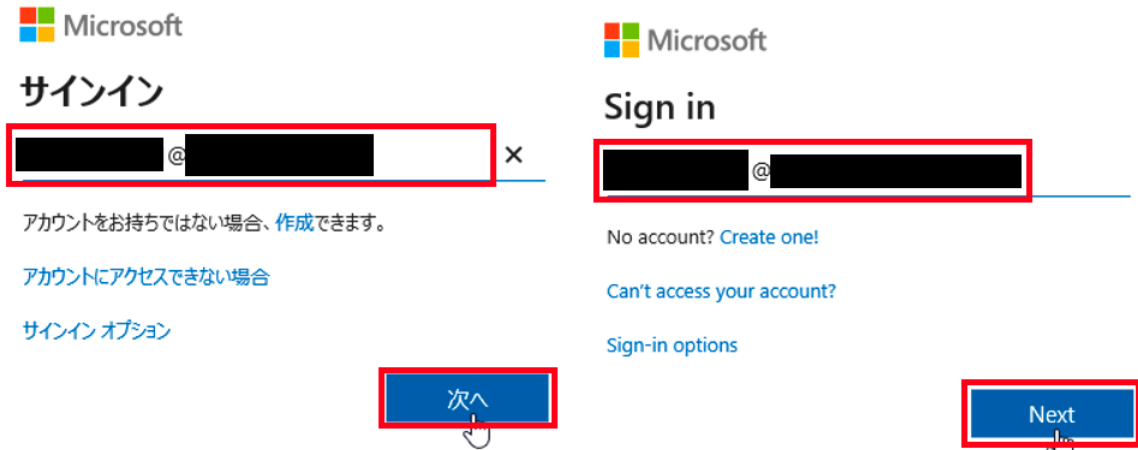 Microsoft
サインイン
@
アカウントをお持ちではない場合、作成できます。
アカウントにアクセスできない場合
サインイン オプション
次へ
Microsoft
Sign in
@
No account? Create one!
Can't access your account?
Sign-in options
Next